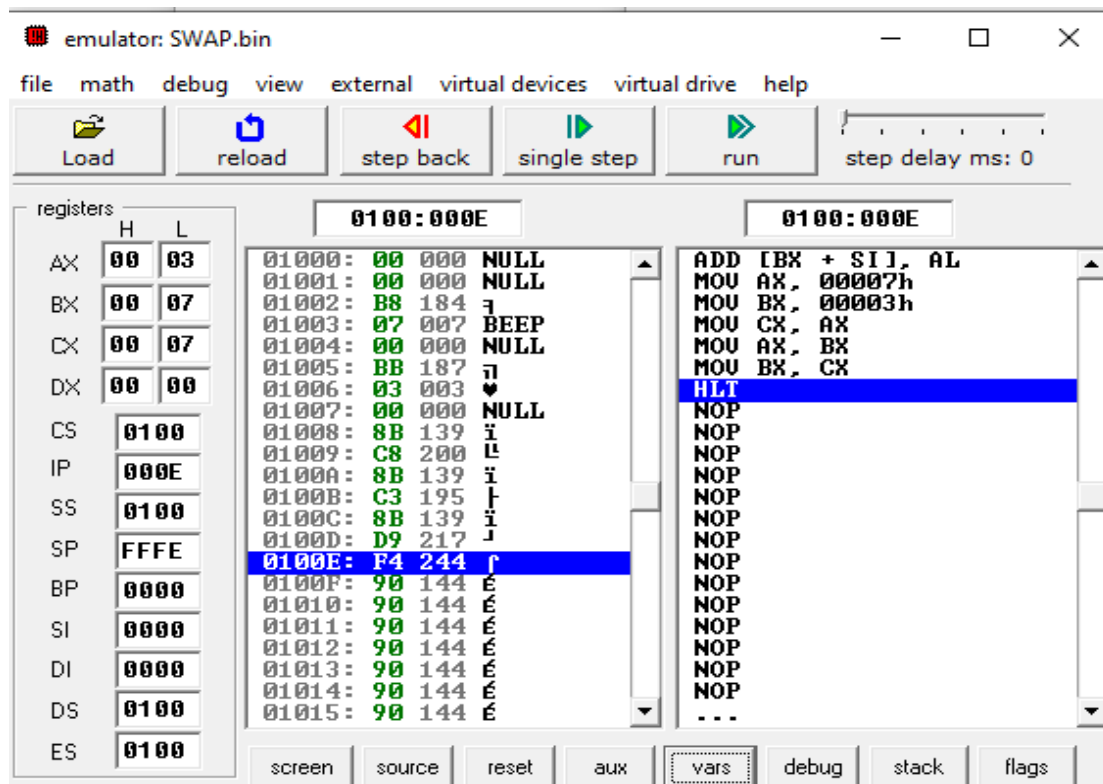 emulator: SWAP.bin
file math debug view external virtual devices virtual drive help
Load reload step back single step run step delay ms: 0
registers
H L
AX 00 03
BX 00 07
CX 00 07
DX 00 00
CS 0100
IP 000E
SS 0100
SP FFFE
BP 0000
SI 0000
DI 0000
DS 0100
ES 0100
0100:000E
01000: 00 000 NULL
01001: 00 000 NULL
01002: B8 184 ╕
01003: 07 007 BEEP
01004: 00 000 NULL
01005: BB 187 ╗
01006: 03 003 ♥
01007: 00 000 NULL
01008: 8B 139 ï
01009: C8 200 ╚
0100A: 8B 139 ï
0100B: C3 195 ├
0100C: 8B 139 ï
0100D: D9 217 ┘
0100E: F4 244 ⌠
0100F: 90 144 É
01010: 90 144 É
01011: 90 144 É
01012: 90 144 É
01013: 90 144 É
01014: 90 144 É
01015: 90 144 É
0100:000E
ADD [BX + SI], AL
MOV AX, 00007h
MOV BX, 00003h
MOV CX, AX
MOV AX, BX
MOV BX, CX
HLT
NOP
NOP
NOP
NOP
NOP
NOP
NOP
NOP
NOP
NOP
NOP
NOP
NOP
NOP
...
screen source reset aux vars debug stack flags